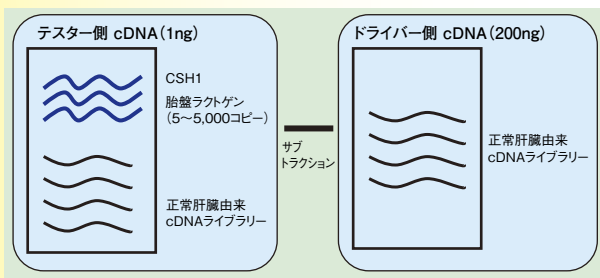 テスター側 cDNA（1ng）
CSH1
胎盤ラクトゲン
（5～5,000コピー）
正常肝臓由来
cDNAライブラリー
サブ
トラクション
ドライバー側 cDNA（200ng）
正常肝臓由来
cDNAライブラリー